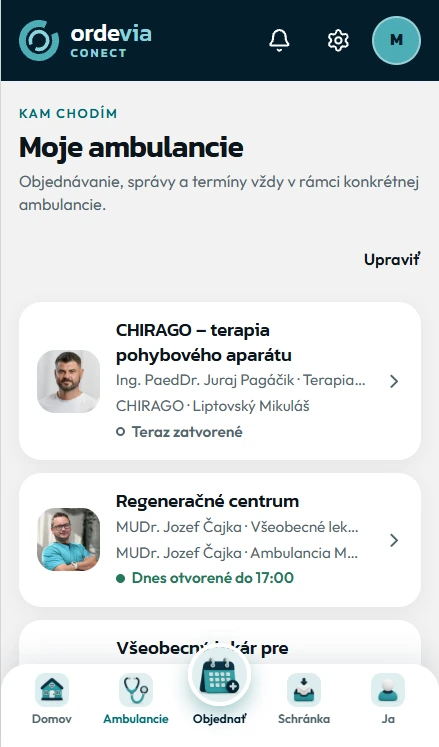 ordevia
CONECT
M
KAM CHODÍM
Moje ambulancie
Objednávanie, správy a termíny vždy v rámci konkrétnej
ambulancie.
Upraviť
CHIRAGO – terapia
pohybového aparátu
Ing. PaedDr. Juraj Pagáčik · Terapia...
CHIRAGO · Liptovský Mikuláš
Teraz zatvorené
Regeneračné centrum
MUDr. Jozef Čajka · Všeobecné lek...
MUDr. Jozef Čajka · Ambulancia M...
Dnes otvorené do 17:00
Všeobecný pre
Domov
Ambulancie
Objednať
Schránka
Ja